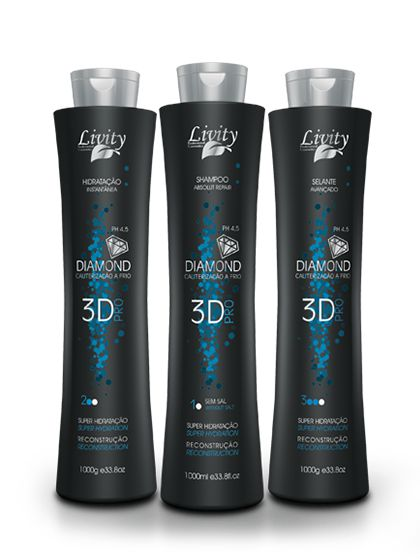 Livity
HIDRATAÇÃO
INSTANTÂNEA
PH 4.5
DIAMOND
CAUTERIZAÇÃO A FRIO
3D PRO
2
SUPER HIDRATAÇÃO
SUPER HYDRATION
RECONSTRUÇÃO
RECONSTRUCTION
1000g e33.8oz
Livity
SHAMPOO
ABSOLUT REPAIR
PH 4.5
DIAMOND
CAUTERIZAÇÃO A FRIO
3D PRO
1
SEM SAL
WITHOUT SALT
SUPER HIDRATAÇÃO
SUPER HYDRATION
RECONSTRUÇÃO
RECONSTRUCTION
1000ml e33.8fl.oz
Livity
SELANTE
AVANÇADO
PH 4.5
DIAMOND
CAUTERIZAÇÃO A FRIO
3D PRO
3
SUPER HIDRATAÇÃO
SUPER HYDRATION
RECONSTRUÇÃO
RECONSTRUCTION
1000g e33.8oz